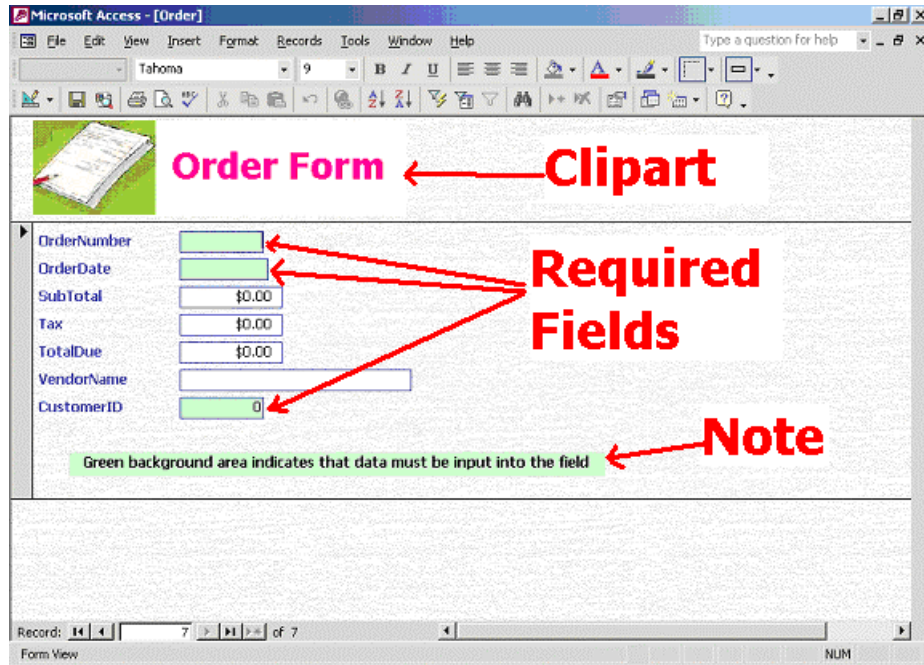 Microsoft Access - [Order]
File Edit View Insert Format Records Tools Window Help Type a question for help
Tahoma 9 B I U
Order Form Clipart
OrderNumber
OrderDate
SubTotal $0.00
Tax $0.00
TotalDue $0.00
VendorName
CustomerID 0
Required
Fields
Note
Green background area indicates that data must be input into the field
Record: 7 of 7
Form View NUM